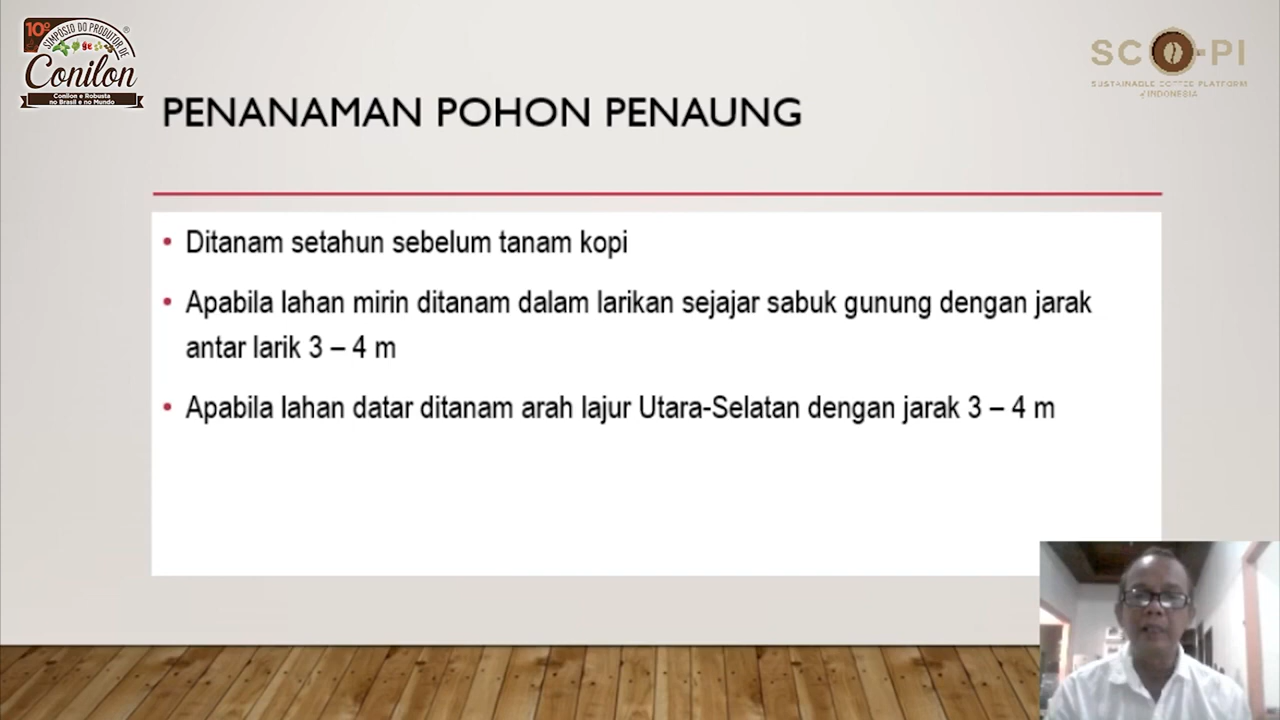 10º
SIMPÓSIO DO PRODUTOR DE
Conilon
Conilon e Robusta
no Brasil e no Mundo
SCOPI
SUSTAINABLE COFFEE PLATFORM
of INDONESIA
PENANAMAN POHON PENAUNG
• Ditanam setahun sebelum tanam kopi
• Apabila lahan mirin ditanam dalam larikan sejajar sabuk gunung dengan jarak
antar larik 3 – 4 m
• Apabila lahan datar ditanam arah lajur Utara-Selatan dengan jarak 3 – 4 m